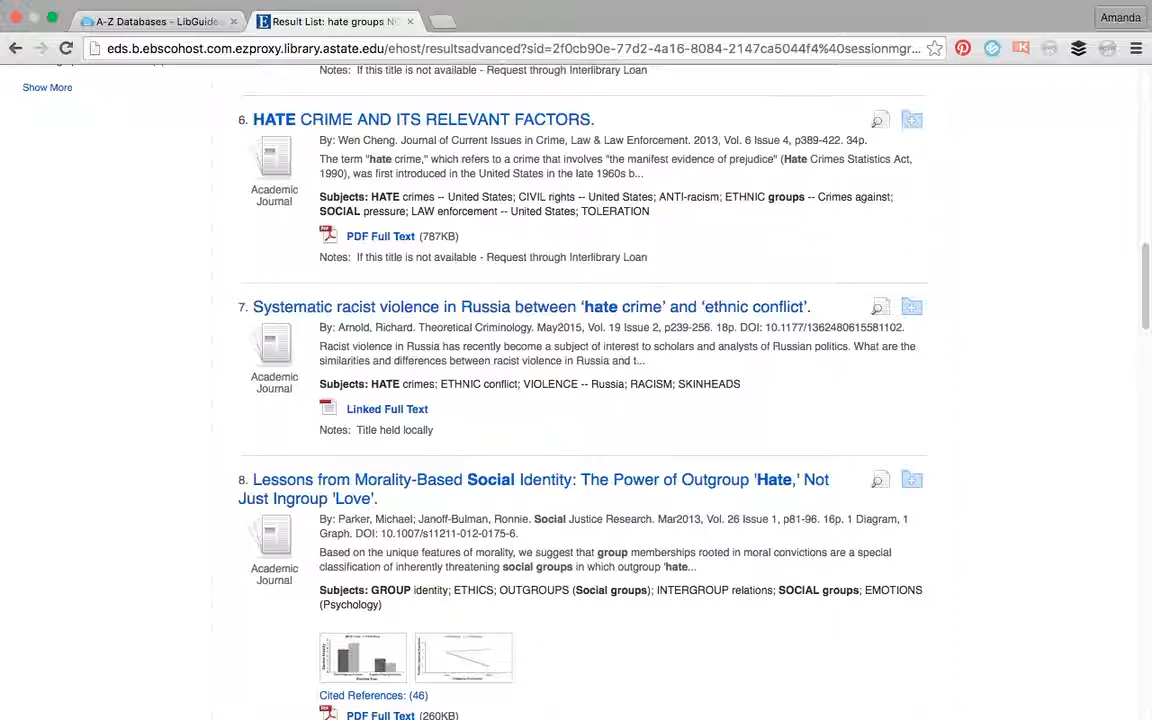 A-Z Databases - LibGuide
Result List: hate groups NO
Amanda
eds.b.ebscohost.com.ezproxy.library.astate.edu/ehost/resultsadvanced?sid=2f0cb90e-77d2-4a16-8084-2147ca5044f4%40sessionmgr...
Show More
Notes: If this title is not available - Request through Interlibrary Loan
6. HATE CRIME AND ITS RELEVANT FACTORS.
By: Wen Cheng. Journal of Current Issues in Crime, Law & Law Enforcement. 2013, Vol. 6 Issue 4, p389-422. 34p.
The term "hate crime," which refers to a crime that involves "the manifest evidence of prejudice" (Hate Crimes Statistics Act,
1990), was first introduced in the United States in the late 1960s b...
Academic
Journal
Subjects: HATE crimes -- United States; CIVIL rights -- United States; ANTI-racism; ETHNIC groups -- Crimes against;
SOCIAL pressure; LAW enforcement -- United States; TOLERATION
PDF Full Text (787KB)
Notes: If this title is not available - Request through Interlibrary Loan
7. Systematic racist violence in Russia between ‘hate crime’ and ‘ethnic conflict’.
By: Arnold, Richard. Theoretical Criminology. May2015, Vol. 19 Issue 2, p239-256. 18p. DOI: 10.1177/1362480615581102.
Racist violence in Russia has recently become a subject of interest to scholars and analysts of Russian politics. What are the
similarities and differences between racist violence in Russia and t...
Academic
Journal
Subjects: HATE crimes; ETHNIC conflict; VIOLENCE -- Russia; RACISM; SKINHEADS
Linked Full Text
Notes: Title held locally
8. Lessons from Morality-Based Social Identity: The Power of Outgroup 'Hate,' Not
Just Ingroup 'Love'.
By: Parker, Michael; Janoff-Bulman, Ronnie. Social Justice Research. Mar2013, Vol. 26 Issue 1, p81-96. 16p. 1 Diagram, 1
Graph. DOI: 10.1007/s11211-012-0175-6.
Based on the unique features of morality, we suggest that group memberships rooted in moral convictions are a special
classification of inherently threatening social groups in which outgroup 'hate...
Academic
Journal
Subjects: GROUP identity; ETHICS; OUTGROUPS (Social groups); INTERGROUP relations; SOCIAL groups; EMOTIONS
(Psychology)
Cited References: (46)
PDF Full Text (260KB)